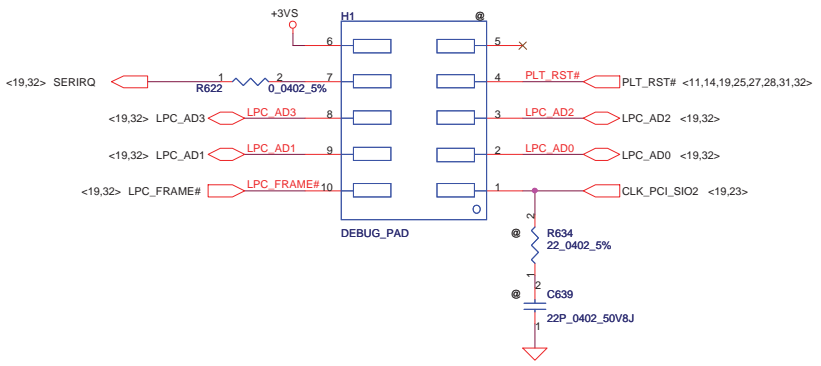 +3VS
H1
@
6
5
<19,32> SERIRQ
1
2
7
R622
0_0402_5%
4
PLT_RST#
PLT_RST# <11,14,19,25,27,28,31,32>
<19,32> LPC_AD3
LPC_AD3
8
3
LPC_AD2
LPC_AD2 <19,32>
<19,32> LPC_AD1
LPC_AD1
9
2
LPC_AD0
LPC_AD0 <19,32>
<19,32> LPC_FRAME#
LPC_FRAME#
10
1
CLK_PCI_SIO2 <19,23>
O
DEBUG_PAD
2
@
R634
22_0402_5%
1
2
@
C639
22P_0402_50V8J
1